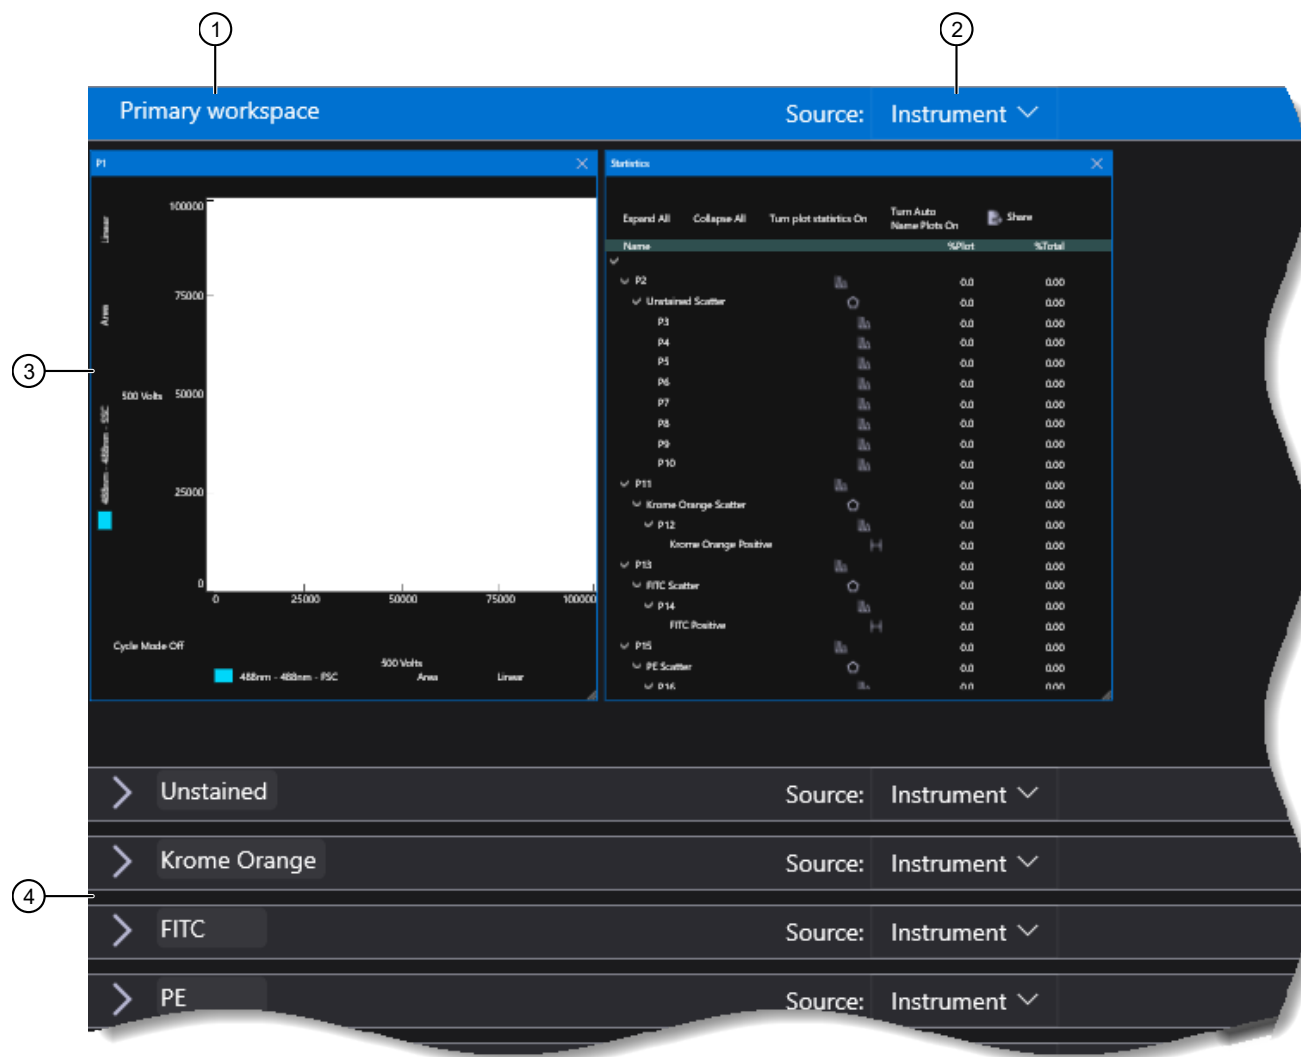 1
2
Primary workspace Source: Instrument
P1
Linear
Area
488nm - 488nm - SSC
500 Volts
100000
75000
50000
25000
0
0 25000 50000 75000 100000
Cycle Mode Off
500 Volts
488nm - 488nm - FSC Area Linear
Statistics
Expand All Collapse All Turn plot statistics On Turn Auto Name Plots On Share
Name %Plot %Total
P2 0.0 0.00
Unstained Scatter 0.0 0.00
P3 0.0 0.00
P4 0.0 0.00
P5 0.0 0.00
P6 0.0 0.00
P7 0.0 0.00
P8 0.0 0.00
P9 0.0 0.00
P10 0.0 0.00
P11 0.0 0.00
Krome Orange Scatter 0.0 0.00
P12 0.0 0.00
Krome Orange Positive 0.0 0.00
P13 0.0 0.00
FITC Scatter 0.0 0.00
P14 0.0 0.00
FITC Positive 0.0 0.00
P15 0.0 0.00
PE Scatter 0.0 0.00
P16 0.0 0.00
3
Unstained Source: Instrument
Krome Orange Source: Instrument
4
FITC Source: Instrument
PE Source: Instrument